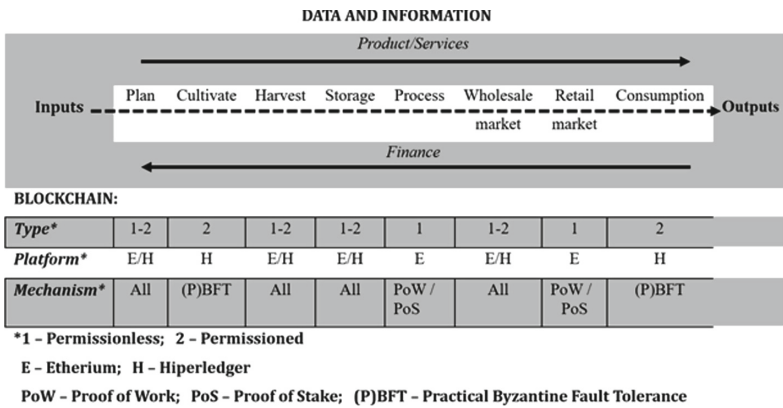 DATA AND INFORMATION
Product/Services
Inputs Plan Cultivate Harvest Storage Process Wholesale market Retail market Consumption Outputs
Finance
BLOCKCHAIN:
Type* 1-2 2 1-2 1-2 1 1-2 1 2
Platform* E/H H E/H E/H E E/H E H
Mechanism* All (P)BFT All All PoW / PoS All PoW / PoS (P)BFT
*1 – Permissionless; 2 – Permissioned
E – Etherium; H – Hiperledger
PoW – Proof of Work; PoS – Proof of Stake; (P)BFT – Practical Byzantine Fault Tolerance